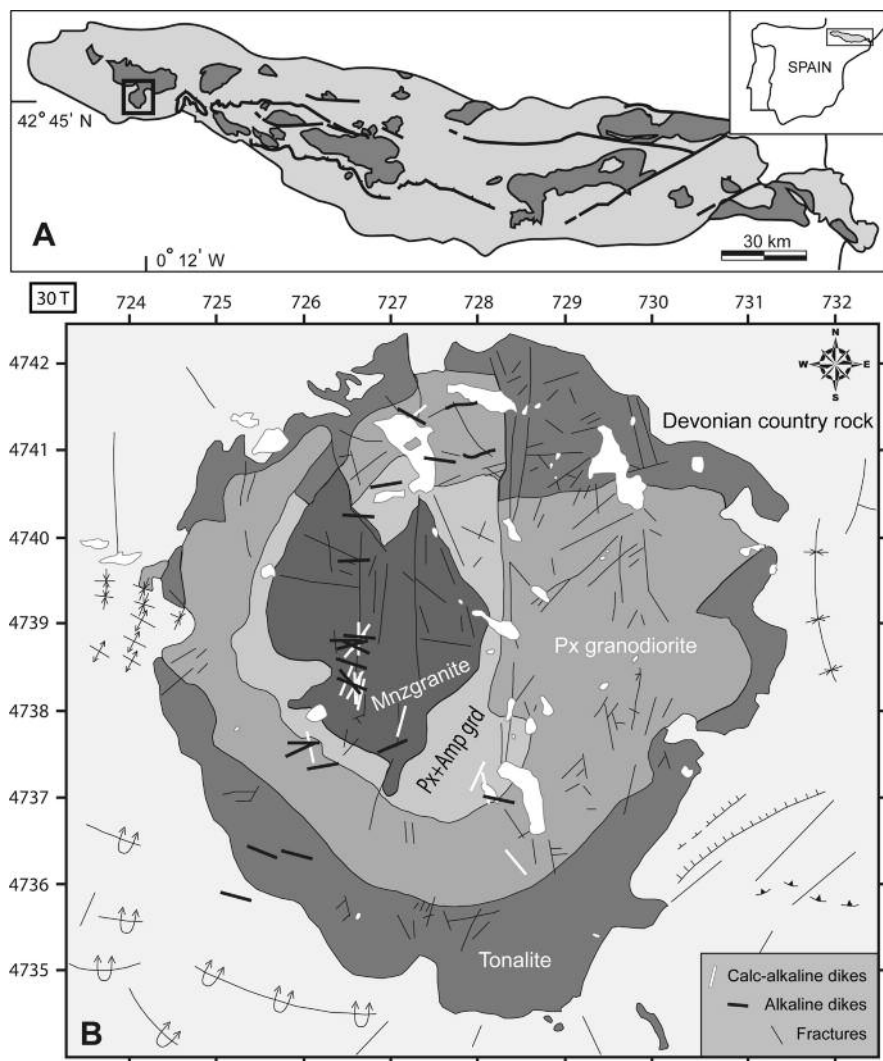 SPAIN
42° 45' N
A
0° 12' W
30 km
30 T
724 725 726 727 728 729 730 731 732
4742
N
W E
S
Devonian country rock
4741
4740
4739
Px granodiorite
Mnzgranite
4738
Px+Amp grd
4737
4736
Tonalite
4735
Calc-alkaline dikes
Alkaline dikes
Fractures
B